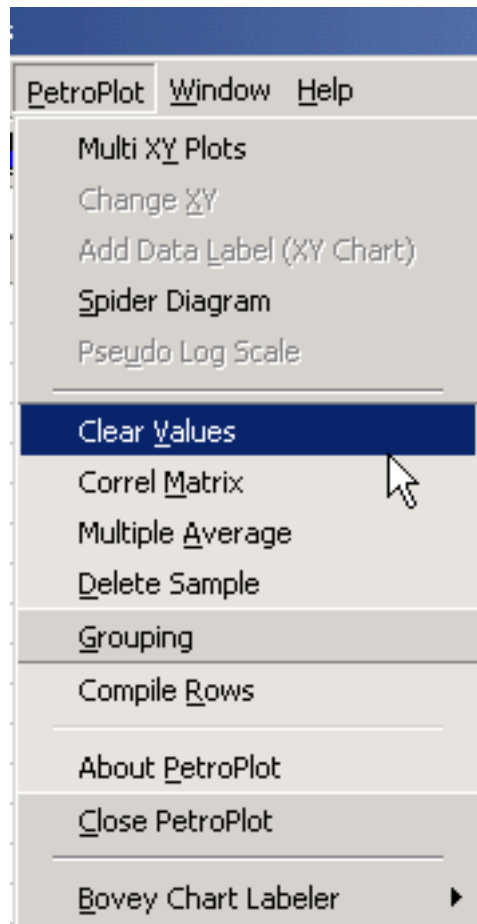 PetroPlot Window Help
Multi XY Plots
Change XY
Add Data Label (XY Chart)
Spider Diagram
Pseudo Log Scale
Clear Values
Correl Matrix
Multiple Average
Delete Sample
Grouping
Compile Rows
About PetroPlot
Close PetroPlot
Bovey Chart Labeler